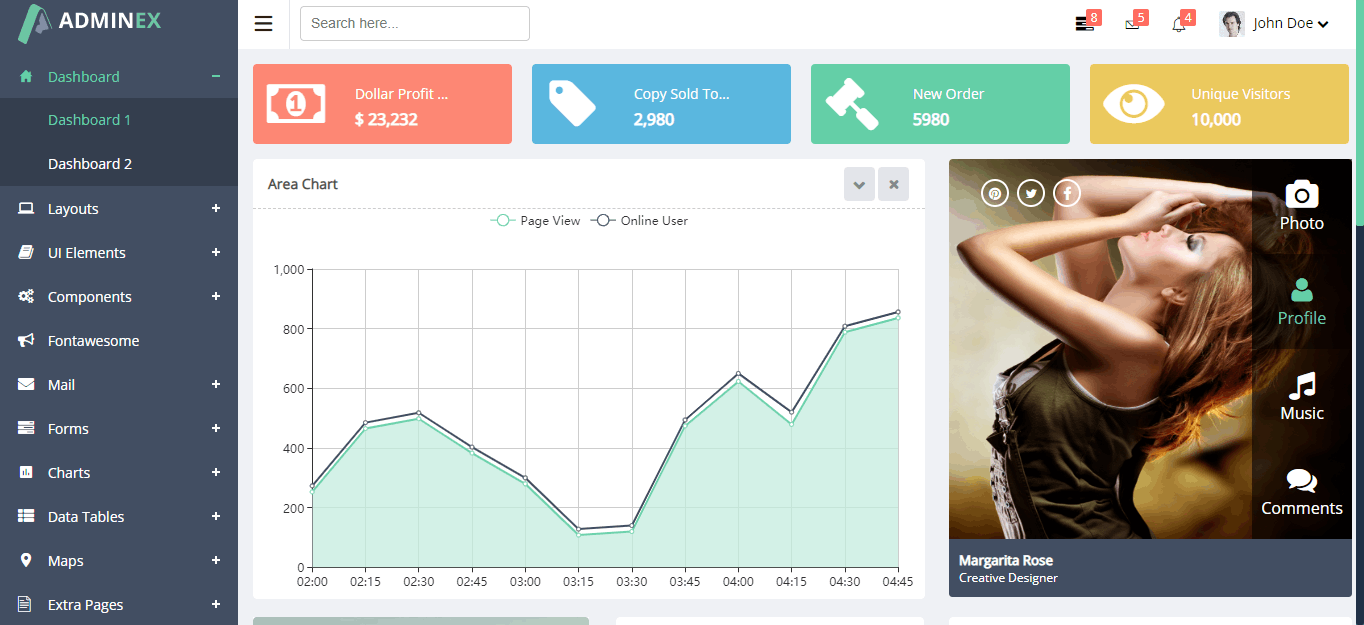 ADMINEX
Search here...
8
5
4
John Doe
Dashboard
Dashboard 1
Dashboard 2
Layouts
UI Elements
Components
Fontawesome
Mail
Forms
Charts
Data Tables
Maps
Extra Pages
1
Dollar Profit ...
$ 23,232
Copy Sold To...
2,980
New Order
5980
Unique Visitors
10,000
Area Chart
Page View
Online User
1,000
800
600
400
200
0
02:00 02:15 02:30 02:45 03:00 03:15 03:30 03:45 04:00 04:15 04:30 04:45
Photo
Profile
Music
Comments
Margarita Rose
Creative Designer